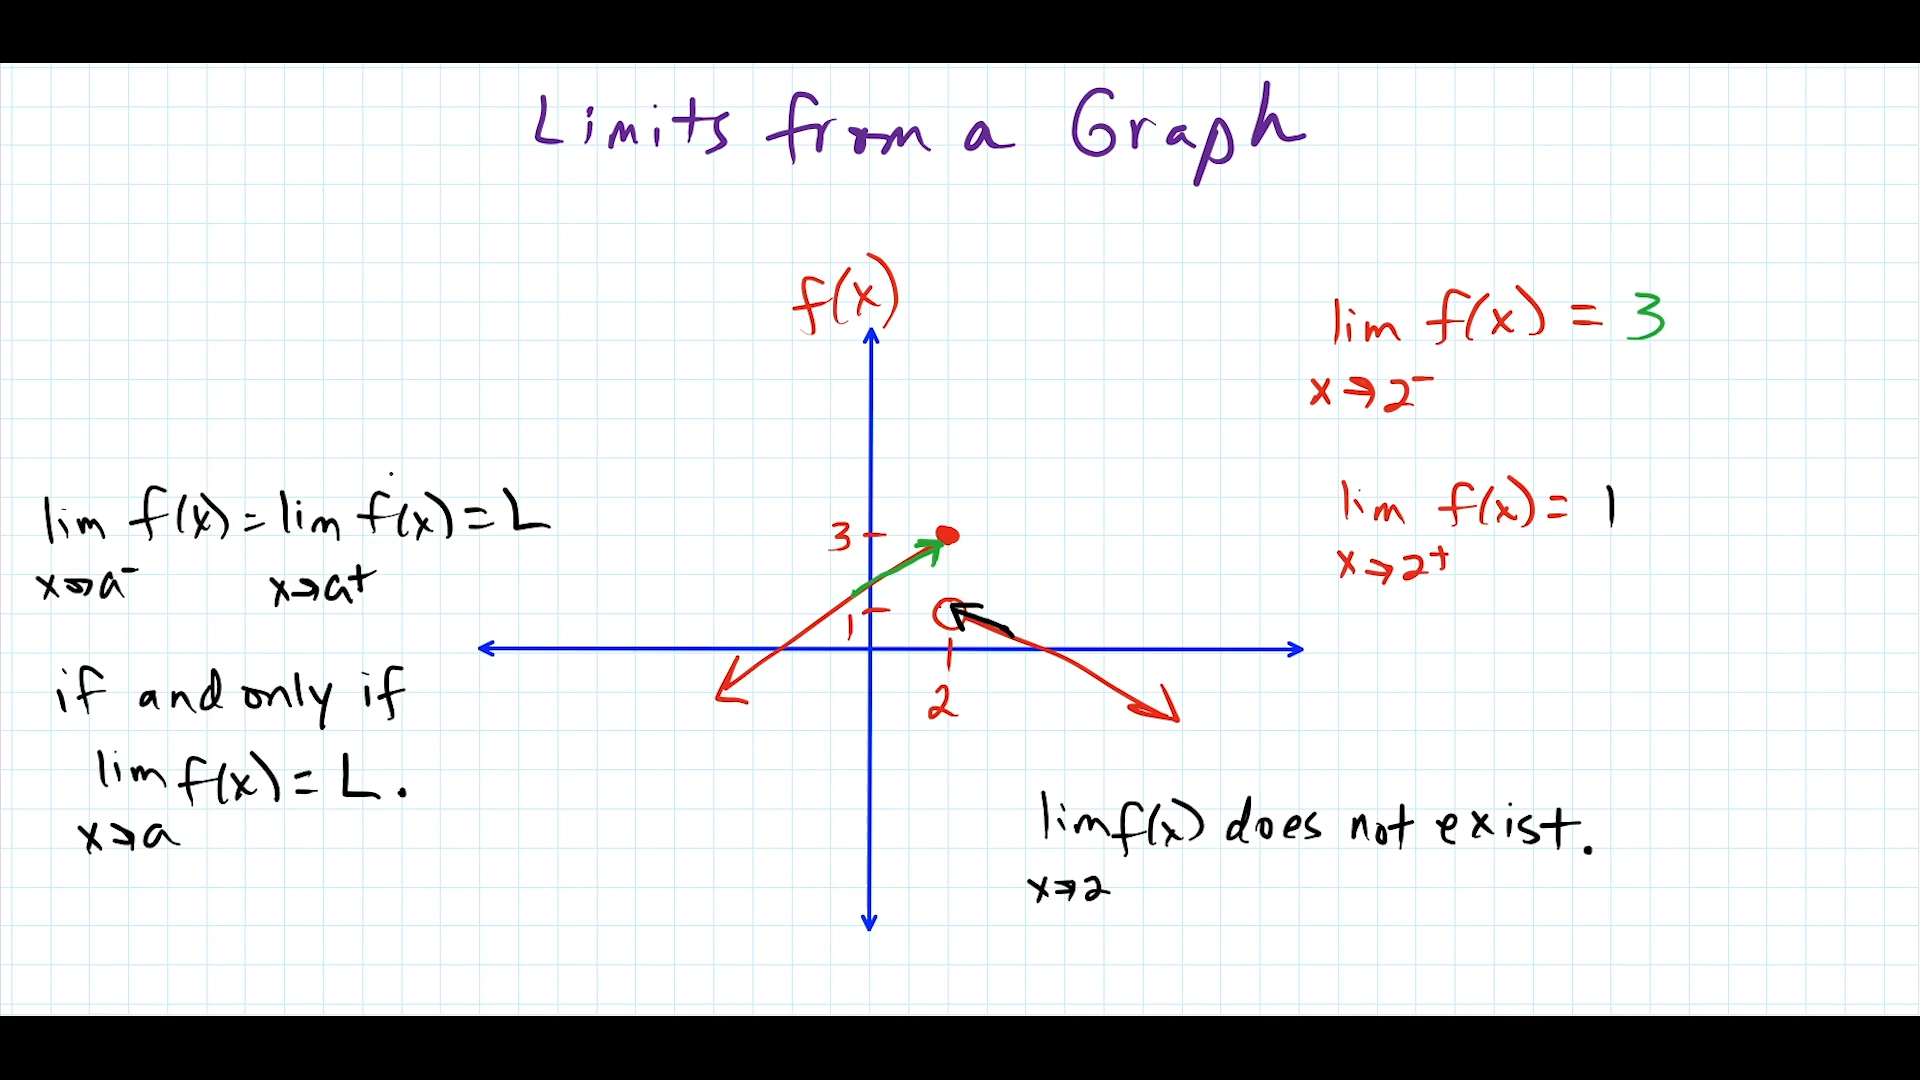 Limits from a Graph
f(x)
lim f(x) = 3
x→2⁻
lim f(x) = 1
x→2⁺
lim f(x) = lim f(x) = L
x→a⁻ x→a⁺
if and only if
lim f(x) = L.
x→a
3
1
2
lim f(x) does not exist.
x→2